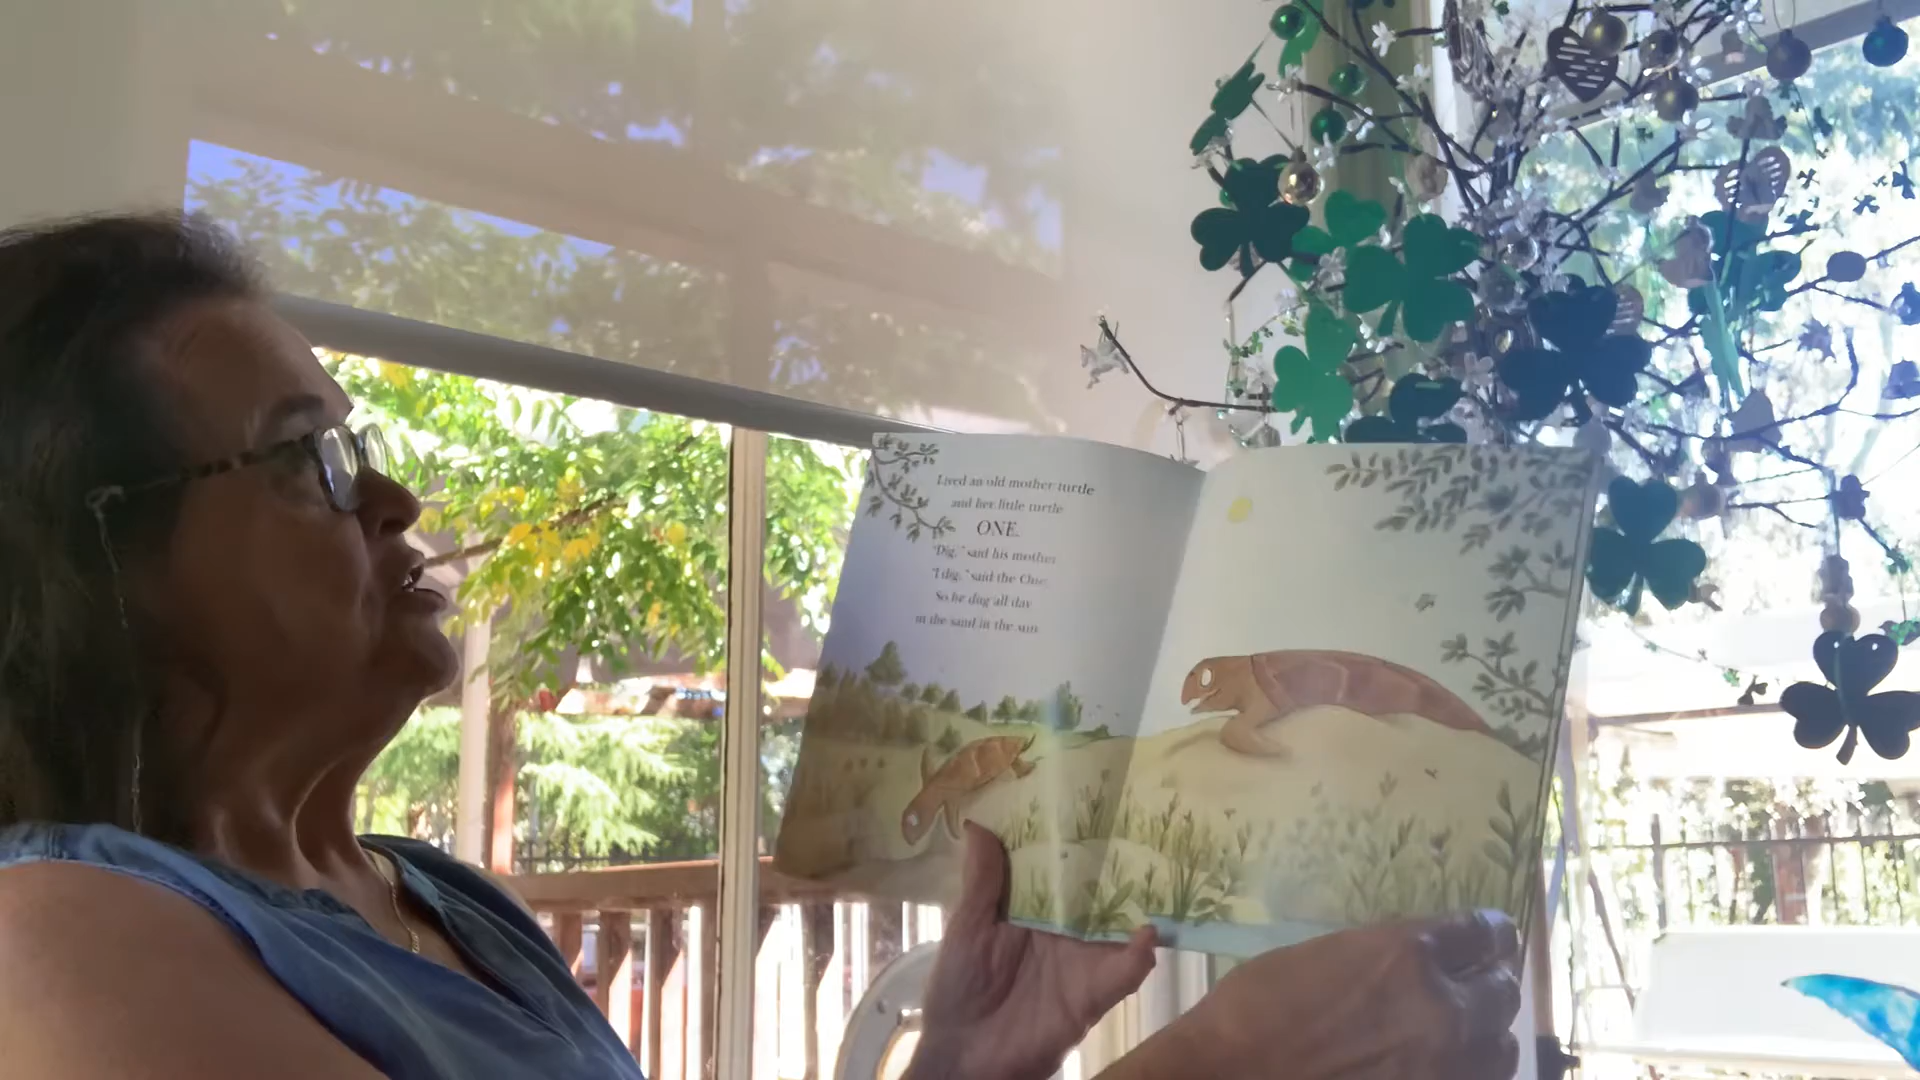 Lived an old mother turtle
and her little turtle
ONE.
"Dig," said his mother.
"I dig," said the One.
So he dug all day
in the sand in the sun.